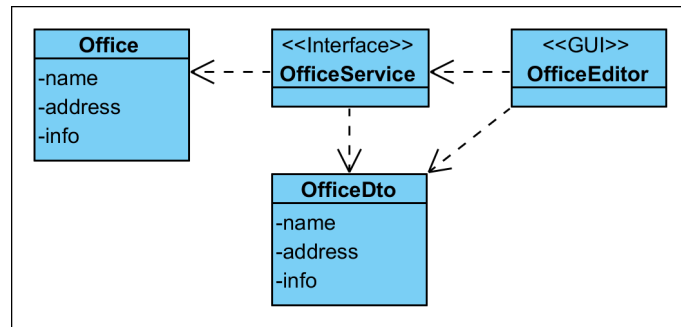 Office
-name
-address
-info
<<Interface>>
OfficeService
<<GUI>>
OfficeEditor
OfficeDto
-name
-address
-info